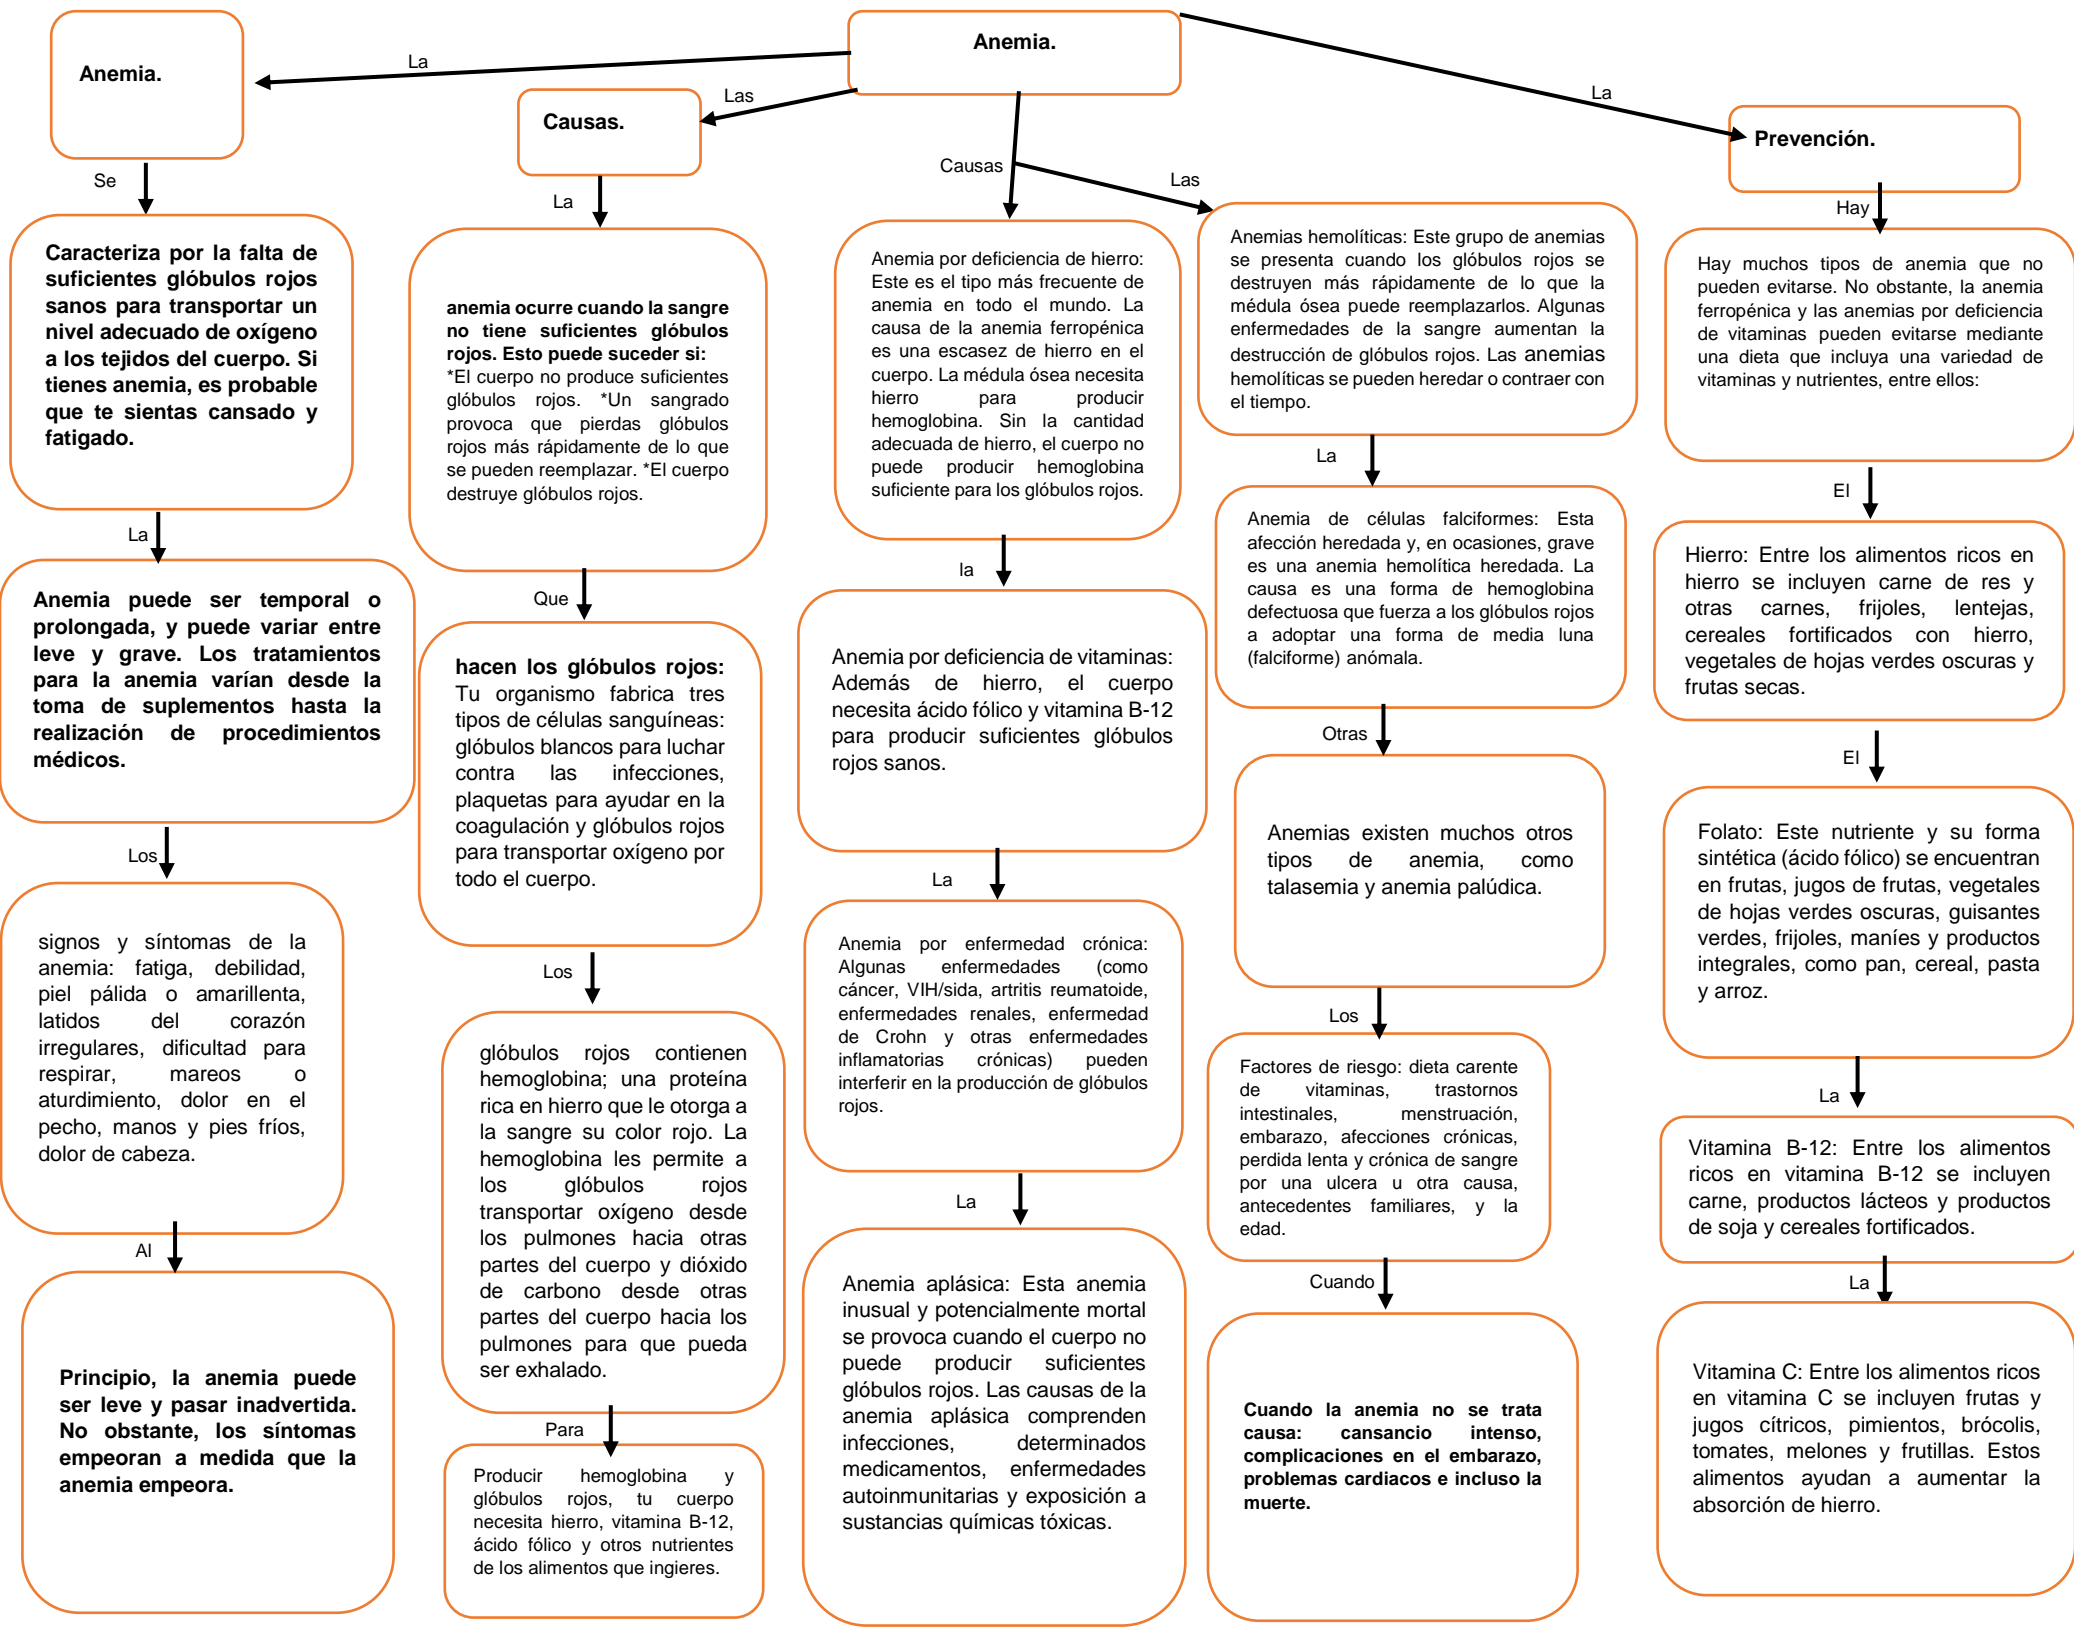 Anemia.
La
Anemia.
Se
Caracteriza por la falta de
suficientes glóbulos rojos
sanos para transportar un
nivel adecuado de oxígeno
a los tejidos del cuerpo. Si
tienes anemia, es probable
que te sientas cansado y
fatigado.
La
Anemia puede ser temporal o
prolongada, y puede variar entre
leve y grave. Los tratamientos
para la anemia varían desde la
toma de suplementos hasta la
realización de procedimientos
médicos.
Los
signos y síntomas de la
anemia: fatiga, debilidad,
piel pálida o amarillenta,
latidos del corazón
irregulares, dificultad para
respirar, mareos o
aturdimiento, dolor en el
pecho, manos y pies fríos,
dolor de cabeza.
Al
Principio, la anemia puede
ser leve y pasar inadvertida.
No obstante, los síntomas
empeoran a medida que la
anemia empeora.
Las
Causas.
La
anemia ocurre cuando la sangre
no tiene suficientes glóbulos
rojos. Esto puede suceder si:
*El cuerpo no produce suficientes
glóbulos rojos. *Un sangrado
provoca que pierdas glóbulos
rojos más rápidamente de lo que
se pueden reemplazar. *El cuerpo
destruye glóbulos rojos.
Que
hacen los glóbulos rojos:
Tu organismo fabrica tres
tipos de células sanguíneas:
glóbulos blancos para luchar
contra las infecciones,
plaquetas para ayudar en la
coagulación y glóbulos rojos
para transportar oxígeno por
todo el cuerpo.
Los
glóbulos rojos contienen
hemoglobina; una proteína
rica en hierro que le otorga a
la sangre su color rojo. La
hemoglobina les permite a
los glóbulos rojos
transportar oxígeno desde
los pulmones hacia otras
partes del cuerpo y dióxido
de carbono desde otras
partes del cuerpo hacia los
pulmones para que pueda
ser exhalado.
Para
Producir hemoglobina y
glóbulos rojos, tu cuerpo
necesita hierro, vitamina B-12,
ácido fólico y otros nutrientes
de los alimentos que ingieres.
Causas
Anemia por deficiencia de hierro:
Este es el tipo más frecuente de
anemia en todo el mundo. La
causa de la anemia ferropénica
es una escasez de hierro en el
cuerpo. La médula ósea necesita
hierro para producir
hemoglobina. Sin la cantidad
adecuada de hierro, el cuerpo no
puede producir hemoglobina
suficiente para los glóbulos rojos.
la
Anemia por deficiencia de vitaminas:
Además de hierro, el cuerpo
necesita ácido fólico y vitamina B-12
para producir suficientes glóbulos
rojos sanos.
La
Anemia por enfermedad crónica:
Algunas enfermedades (como
cáncer, VIH/sida, artritis reumatoide,
enfermedades renales, enfermedad
de Crohn y otras enfermedades
inflamatorias crónicas) pueden
interferir en la producción de glóbulos
rojos.
La
Anemia aplásica: Esta anemia
inusual y potencialmente mortal
se provoca cuando el cuerpo no
puede producir suficientes
glóbulos rojos. Las causas de la
anemia aplásica comprenden
infecciones, determinados
medicamentos, enfermedades
autoinmunitarias y exposición a
sustancias químicas tóxicas.
Las
Anemias hemolíticas: Este grupo de anemias
se presenta cuando los glóbulos rojos se
destruyen más rápidamente de lo que la
médula ósea puede reemplazarlos. Algunas
enfermedades de la sangre aumentan la
destrucción de glóbulos rojos. Las anemias
hemolíticas se pueden heredar o contraer con
el tiempo.
La
Anemia de células falciformes: Esta
afección heredada y, en ocasiones, grave
es una anemia hemolítica heredada. La
causa es una forma de hemoglobina
defectuosa que fuerza a los glóbulos rojos
a adoptar una forma de media luna
(falciforme) anómala.
Otras
Anemias existen muchos otros
tipos de anemia, como
talasemia y anemia palúdica.
Los
Factores de riesgo: dieta carente
de vitaminas, trastornos
intestinales, menstruación,
embarazo, afecciones crónicas,
perdida lenta y crónica de sangre
por una ulcera u otra causa,
antecedentes familiares, y la
edad.
Cuando
Cuando la anemia no se trata
causa: cansancio intenso,
complicaciones en el embarazo,
problemas cardiacos e incluso la
muerte.
La
Prevención.
Hay
Hay muchos tipos de anemia que no
pueden evitarse. No obstante, la anemia
ferropénica y las anemias por deficiencia
de vitaminas pueden evitarse mediante
una dieta que incluya una variedad de
vitaminas y nutrientes, entre ellos:
El
Hierro: Entre los alimentos ricos en
hierro se incluyen carne de res y
otras carnes, frijoles, lentejas,
cereales fortificados con hierro,
vegetales de hojas verdes oscuras y
frutas secas.
El
Folato: Este nutriente y su forma
sintética (ácido fólico) se encuentran
en frutas, jugos de frutas, vegetales
de hojas verdes oscuras, guisantes
verdes, frijoles, maníes y productos
integrales, como pan, cereal, pasta
y arroz.
La
Vitamina B-12: Entre los alimentos
ricos en vitamina B-12 se incluyen
carne, productos lácteos y productos
de soja y cereales fortificados.
La
Vitamina C: Entre los alimentos ricos
en vitamina C se incluyen frutas y
jugos cítricos, pimientos, brócolis,
tomates, melones y frutillas. Estos
alimentos ayudan a aumentar la
absorción de hierro.